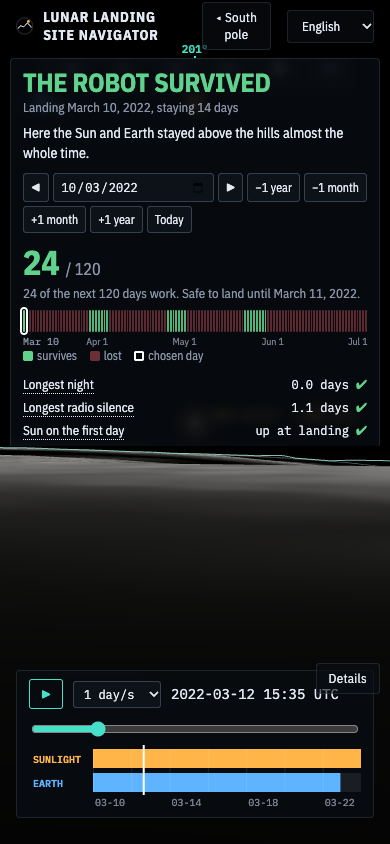 LUNAR LANDING
SITE NAVIGATOR
◂ South
pole
English
201°
THE ROBOT SURVIVED
Landing March 10, 2022, staying 14 days
Here the Sun and Earth stayed above the hills almost the
whole time.
◀ 10/03/2022 ▶ −1 year −1 month
+1 month +1 year Today
24 / 120
24 of the next 120 days work. Safe to land until March 11, 2022.
Mar 10 Apr 1 May 1 Jun 1 Jul 1
survives lost chosen day
Longest night 0.0 days ✔
Longest radio silence 1.1 days ✔
Sun on the first day up at landing ✔
Details
▶ 1 day/s 2022-03-12 15:35 UTC
SUNLIGHT
EARTH
03-10 03-14 03-18 03-22